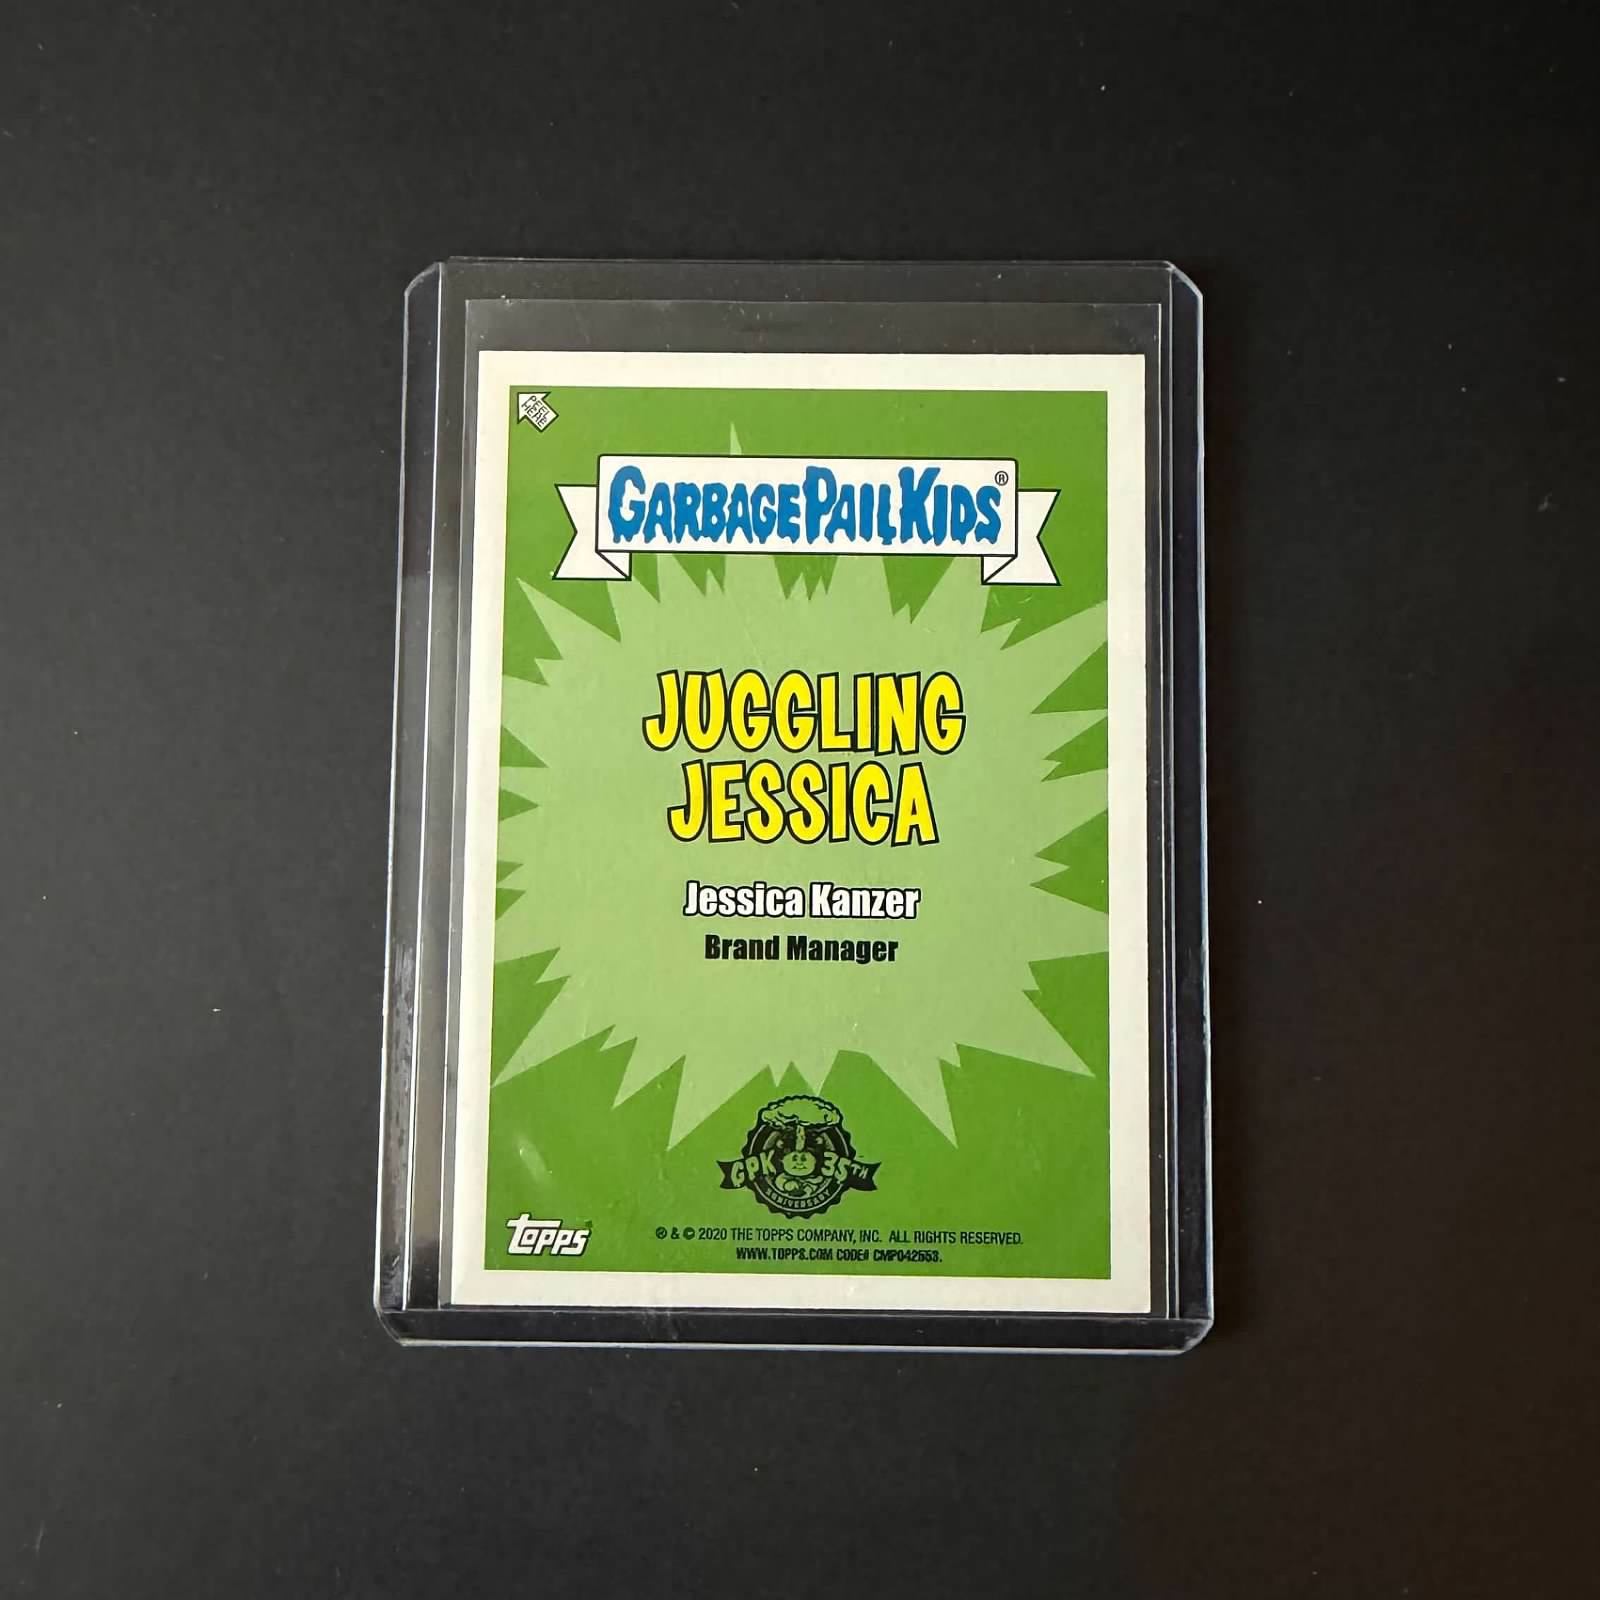 PEEL
HERE
GARBAGE PAIL KIDS®
JUGGLING
JESSICA
Jessica Kanzer
Brand Manager
GPK 35TH
ANNIVERSARY
topps
® & © 2020 THE TOPPS COMPANY, INC. ALL RIGHTS RESERVED.
WWW.TOPPS.COM CODE# CMP042553.